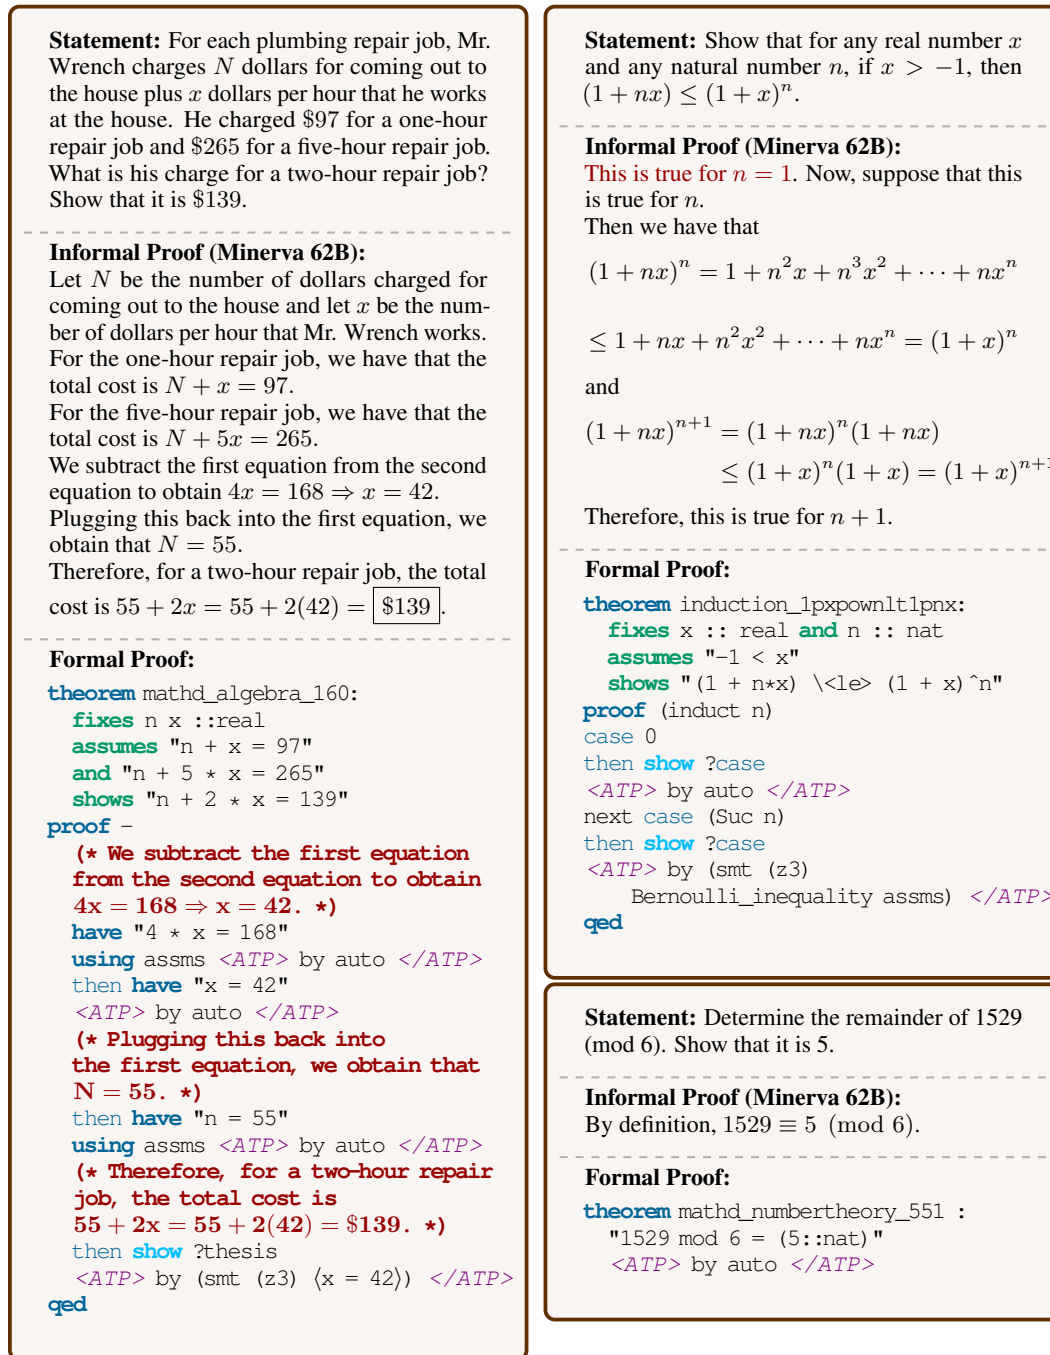 Statement: For each plumbing repair job, Mr.
Wrench charges N dollars for coming out to
the house plus x dollars per hour that he works
at the house. He charged $97 for a one-hour
repair job and $265 for a five-hour repair job.
What is his charge for a two-hour repair job?
Show that it is $139.
Informal Proof (Minerva 62B):
Let N be the number of dollars charged for
coming out to the house and let x be the num-
ber of dollars per hour that Mr. Wrench works.
For the one-hour repair job, we have that the
total cost is N + x = 97.
For the five-hour repair job, we have that the
total cost is N + 5x = 265.
We subtract the first equation from the second
equation to obtain 4x = 168 ⇒ x = 42.
Plugging this back into the first equation, we
obtain that N = 55.
Therefore, for a two-hour repair job, the total
cost is 55 + 2x = 55 + 2(42) = $139.
Formal Proof:
theorem mathd_algebra_160:
fixes n x ::real
assumes "n + x = 97"
and "n + 5 * x = 265"
shows "n + 2 * x = 139"
proof -
(* We subtract the first equation
from the second equation to obtain
4x = 168 ⇒ x = 42. *)
have "4 * x = 168"
using assms <ATP> by auto </ATP>
then have "x = 42"
<ATP> by auto </ATP>
(* Plugging this back into
the first equation, we obtain that
N = 55. *)
then have "n = 55"
using assms <ATP> by auto </ATP>
(* Therefore, for a two-hour repair
job, the total cost is
55 + 2x = 55 + 2(42) = $139. *)
then show ?thesis
<ATP> by (smt (z3) ⟨x = 42⟩) </ATP>
qed
Statement: Show that for any real number x
and any natural number n, if x > −1, then
(1 + nx) ≤ (1 + x)^n.
Informal Proof (Minerva 62B):
This is true for n = 1. Now, suppose that this
is true for n.
Then we have that
(1 + nx)^n = 1 + n²x + n³x² + ··· + nx^n
≤ 1 + nx + n²x² + ··· + nx^n = (1 + x)^n
and
(1 + nx)^{n+1} = (1 + nx)^n(1 + nx)
≤ (1 + x)^n(1 + x) = (1 + x)^{n+1}
Therefore, this is true for n + 1.
Formal Proof:
theorem induction_1pxpownlt1pnx:
fixes x :: real and n :: nat
assumes "-1 < x"
shows "(1 + n*x) \<le> (1 + x)^n"
proof (induct n)
case 0
then show ?case
<ATP> by auto </ATP>
next case (Suc n)
then show ?case
<ATP> by (smt (z3)
Bernoulli_inequality assms) </ATP>
qed
Statement: Determine the remainder of 1529
(mod 6). Show that it is 5.
Informal Proof (Minerva 62B):
By definition, 1529 ≡ 5 (mod 6).
Formal Proof:
theorem mathd_numbertheory_551 :
"1529 mod 6 = (5::nat)"
<ATP> by auto </ATP>